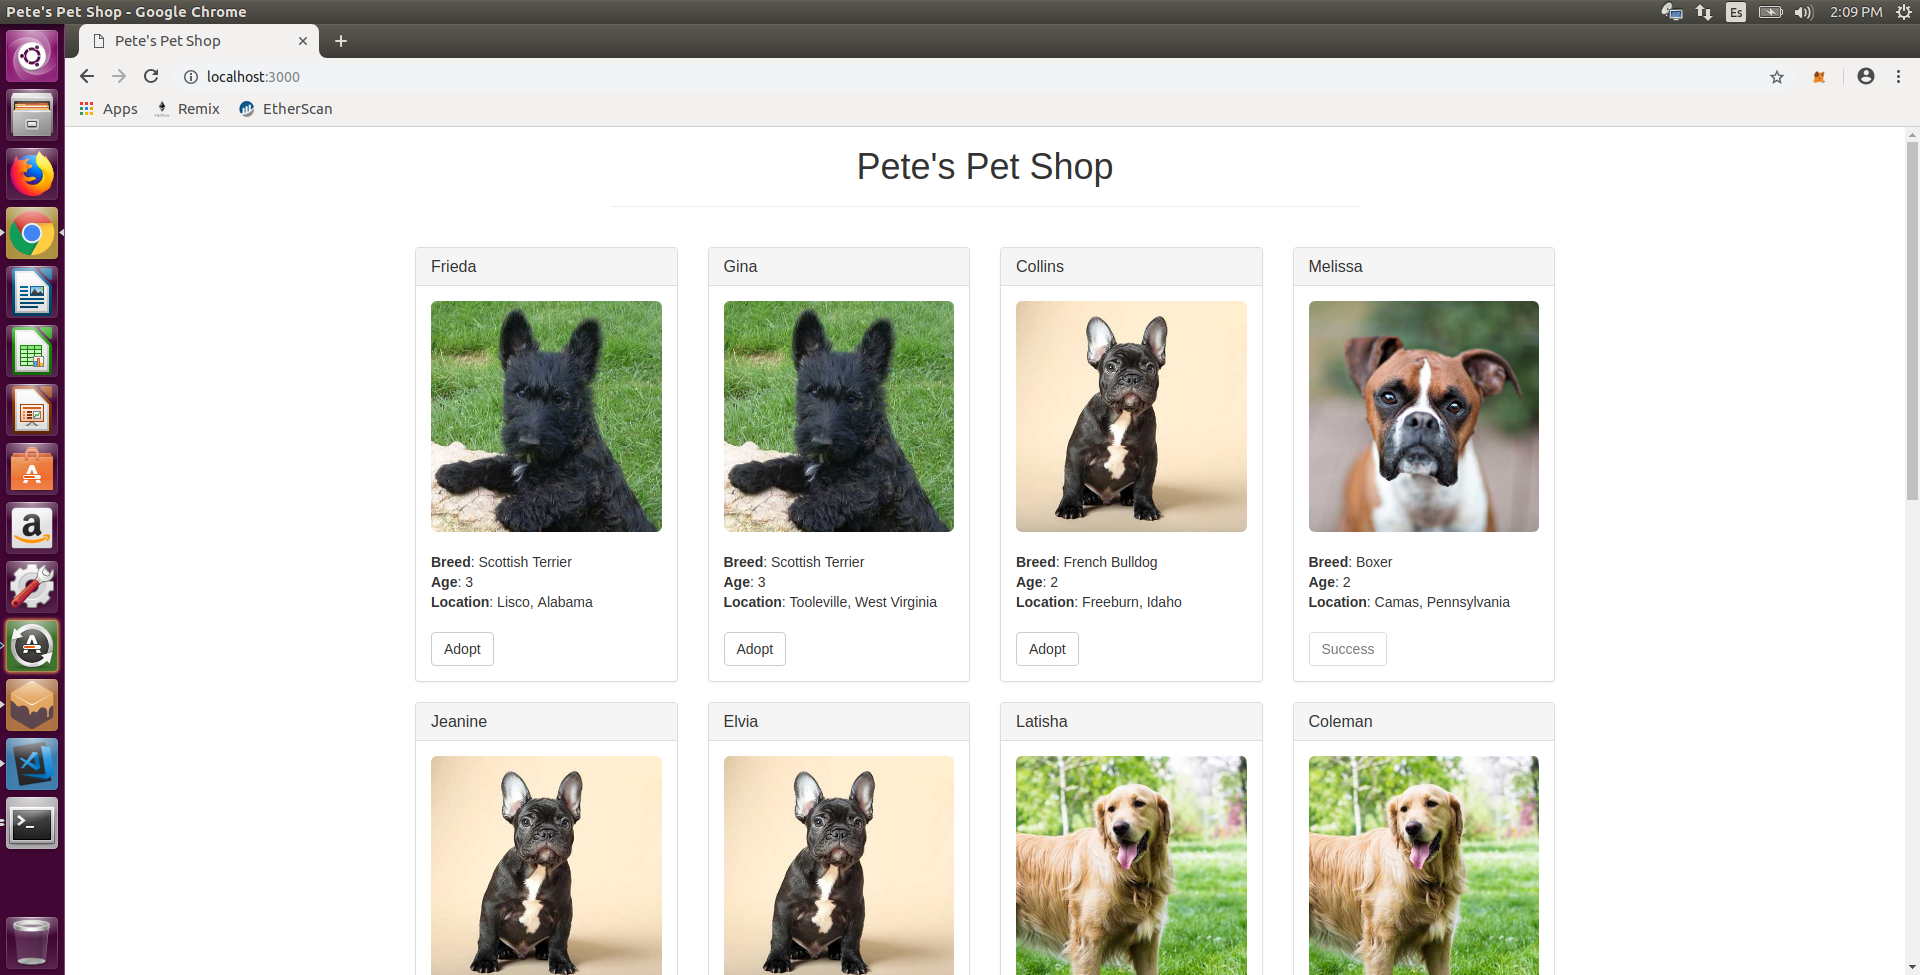 Pete's Pet Shop - Google Chrome
Es
2:09 PM
Pete's Pet Shop
localhost:3000
Apps
Remix
EtherScan
Pete's Pet Shop
Frieda
Gina
Collins
Melissa
Breed: Scottish Terrier
Age: 3
Location: Lisco, Alabama
Adopt
Breed: Scottish Terrier
Age: 3
Location: Tooleville, West Virginia
Adopt
Breed: French Bulldog
Age: 2
Location: Freeburn, Idaho
Adopt
Breed: Boxer
Age: 2
Location: Camas, Pennsylvania
Success
Jeanine
Elvia
Latisha
Coleman